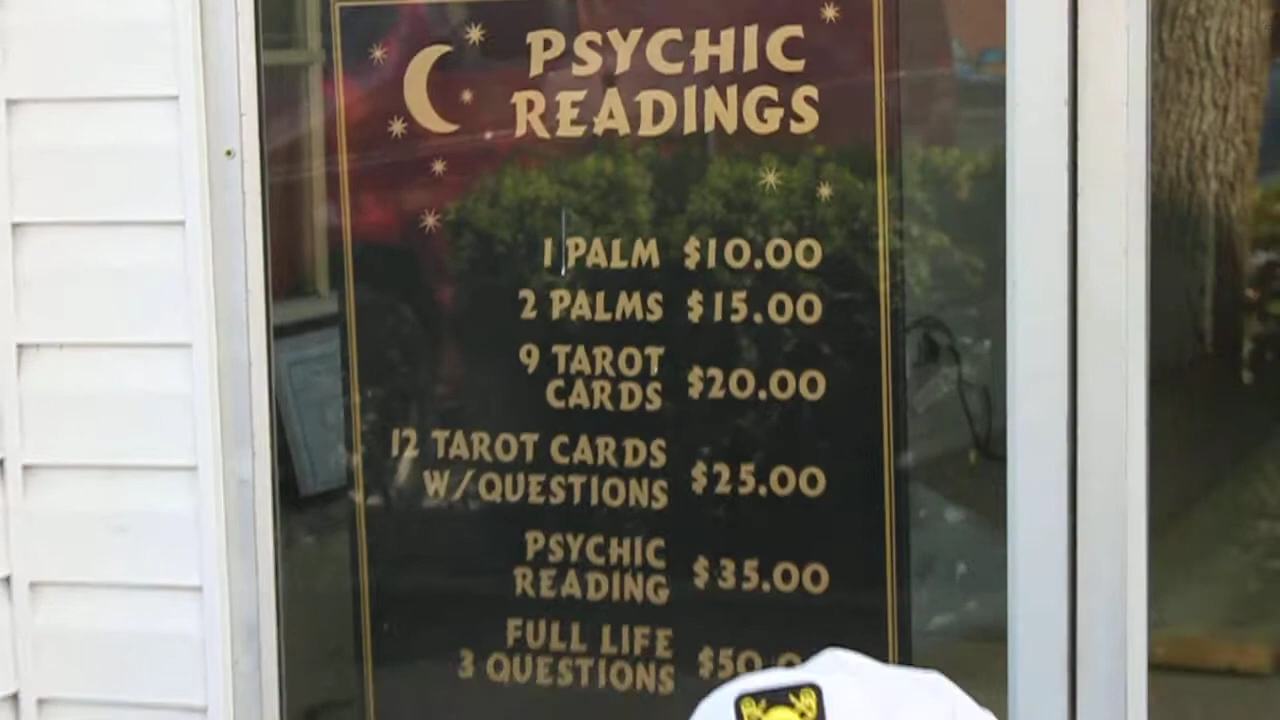 PSYCHIC
READINGS
1 PALM $10.00
2 PALMS $15.00
9 TAROT
CARDS $20.00
12 TAROT CARDS
W/QUESTIONS $25.00
PSYCHIC
READING $35.00
FULL LIFE
3 QUESTIONS